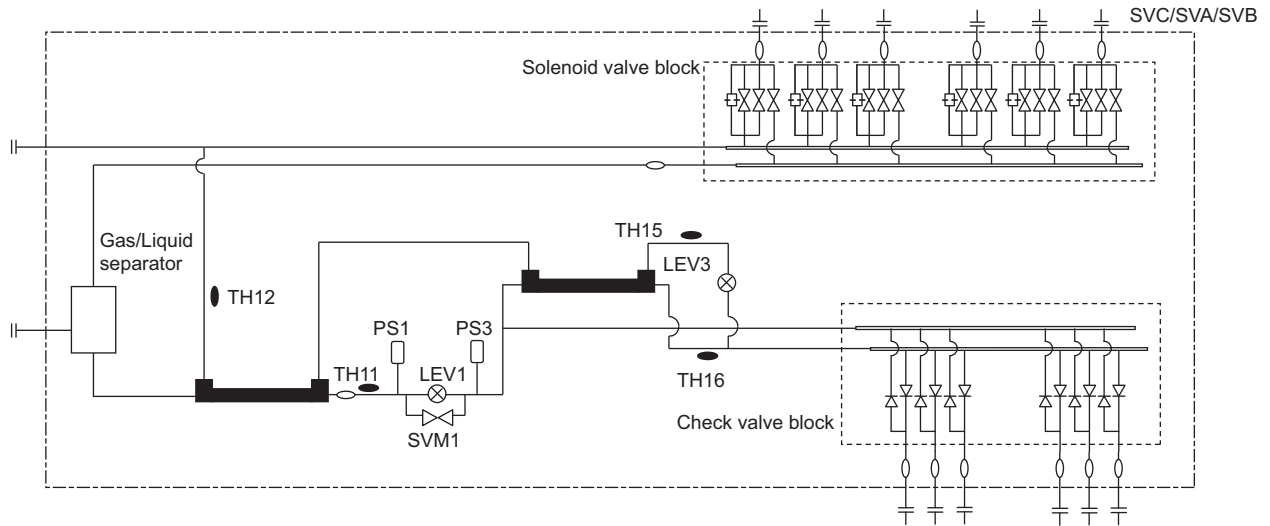 SVC/SVA/SVB
Solenoid valve block
Gas/Liquid
separator
TH15
LEV3
TH12
PS1
PS3
TH11
LEV1
TH16
SVM1
Check valve block